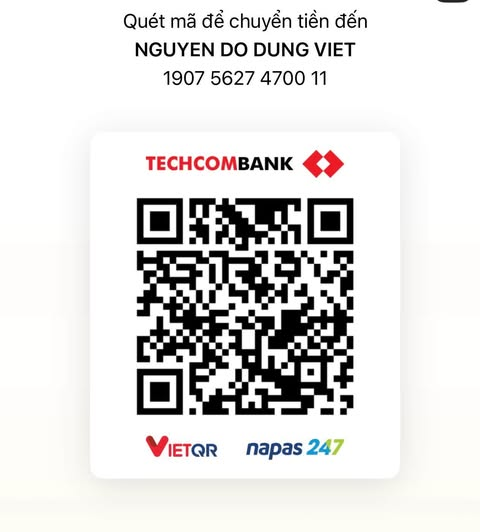 Quét mã để chuyển tiền đến
NGUYEN DO DUNG VIET
1907 5627 4700 11
TECHCOMBANK
VIETQR
napas 247